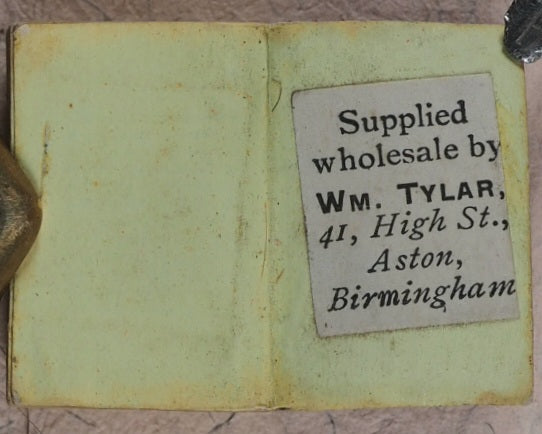 Supplied
wholesale by
WM. TYLAR,
41, High St.,
Aston,
Birmingham